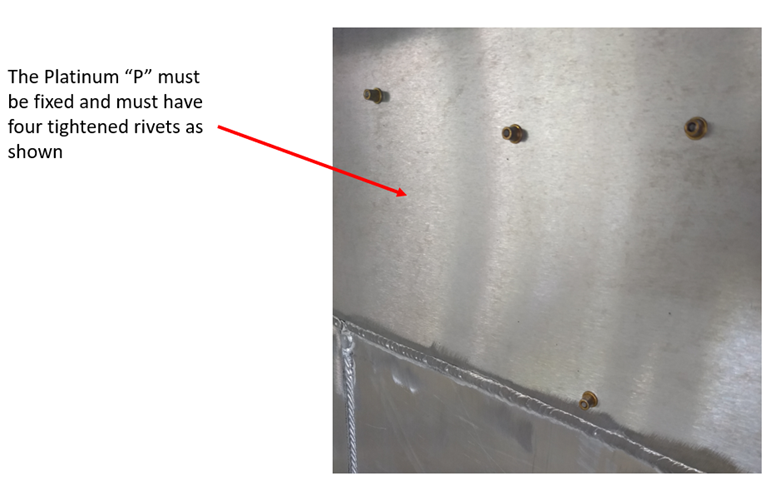 The Platinum “P” must
be fixed and must have
four tightened rivets as
shown